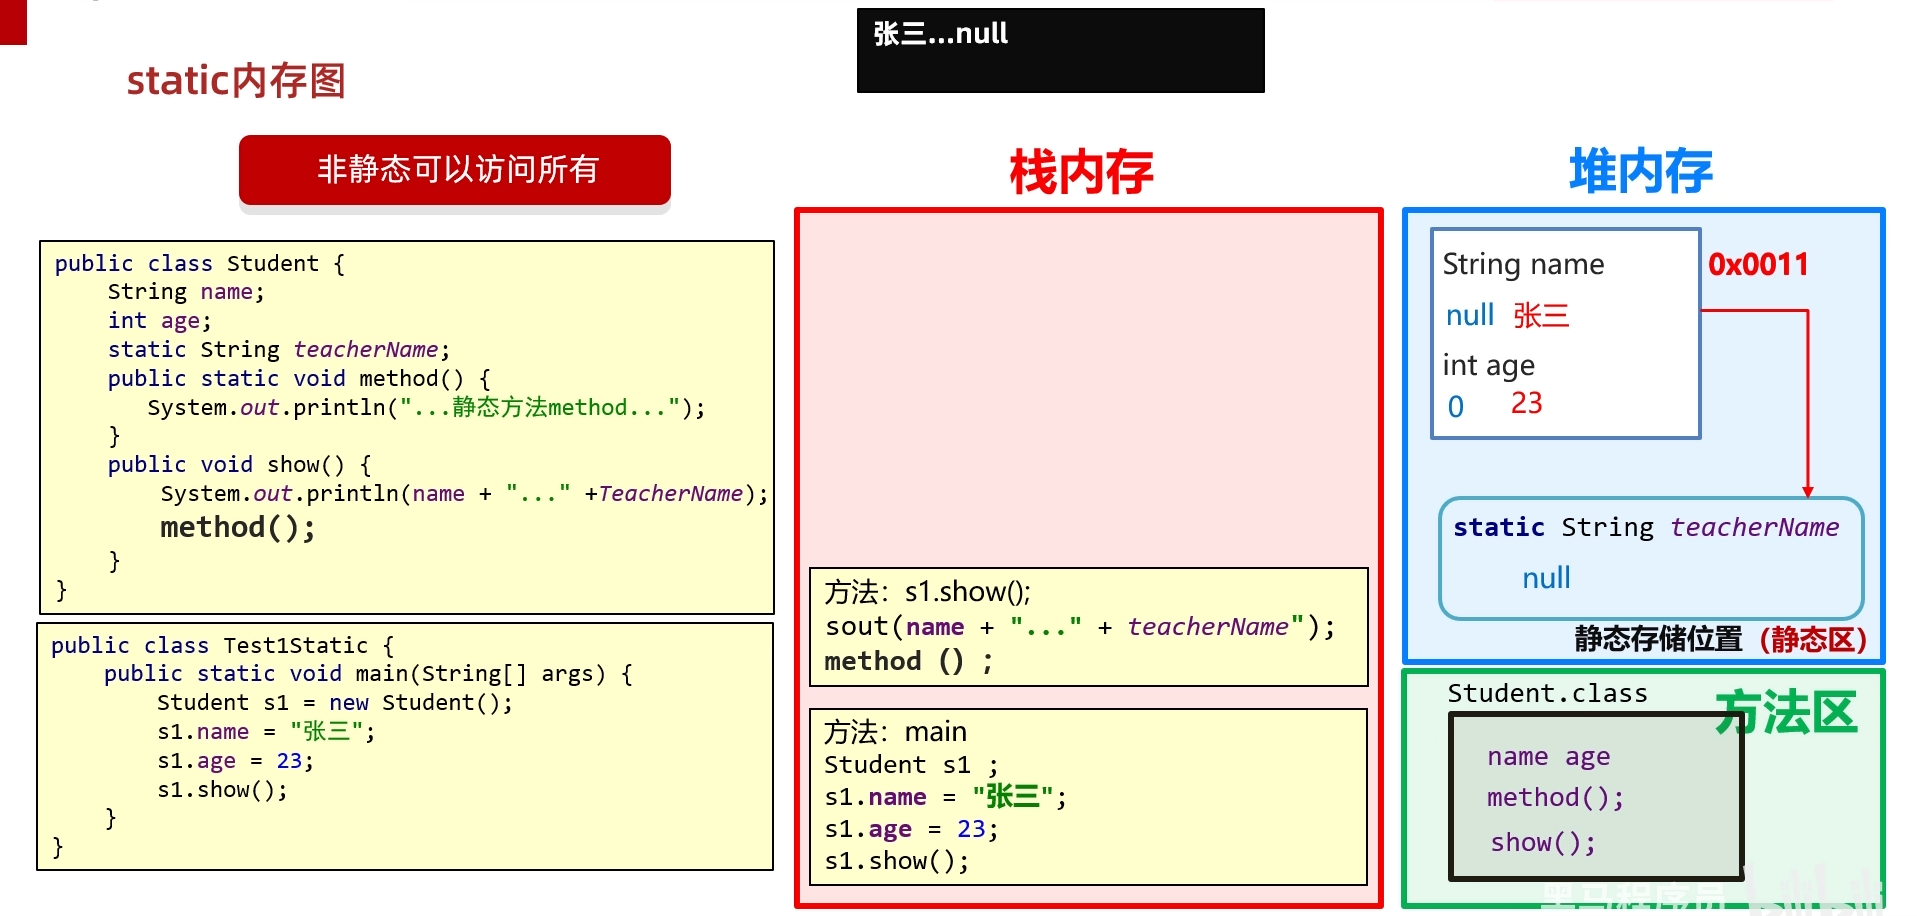 张三...null
static内存图
非静态可以访问所有
public class Student {
String name;
int age;
static String teacherName;
public static void method() {
System.out.println("...静态方法method...");
}
public void show() {
System.out.println(name + "..." +TeacherName);
method();
}
}
public class Test1Static {
public static void main(String[] args) {
Student s1 = new Student();
s1.name = "张三";
s1.age = 23;
s1.show();
}
}
栈内存
方法：s1.show();
sout(name + "..." + teacherName");
method () ;
方法：main
Student s1 ;
s1.name = "张三";
s1.age = 23;
s1.show();
堆内存
String name
0x0011
null 张三
int age
0 23
static String teacherName
null
静态存储位置（静态区）
Student.class
方法区
name age
method();
show();
黑马程序员